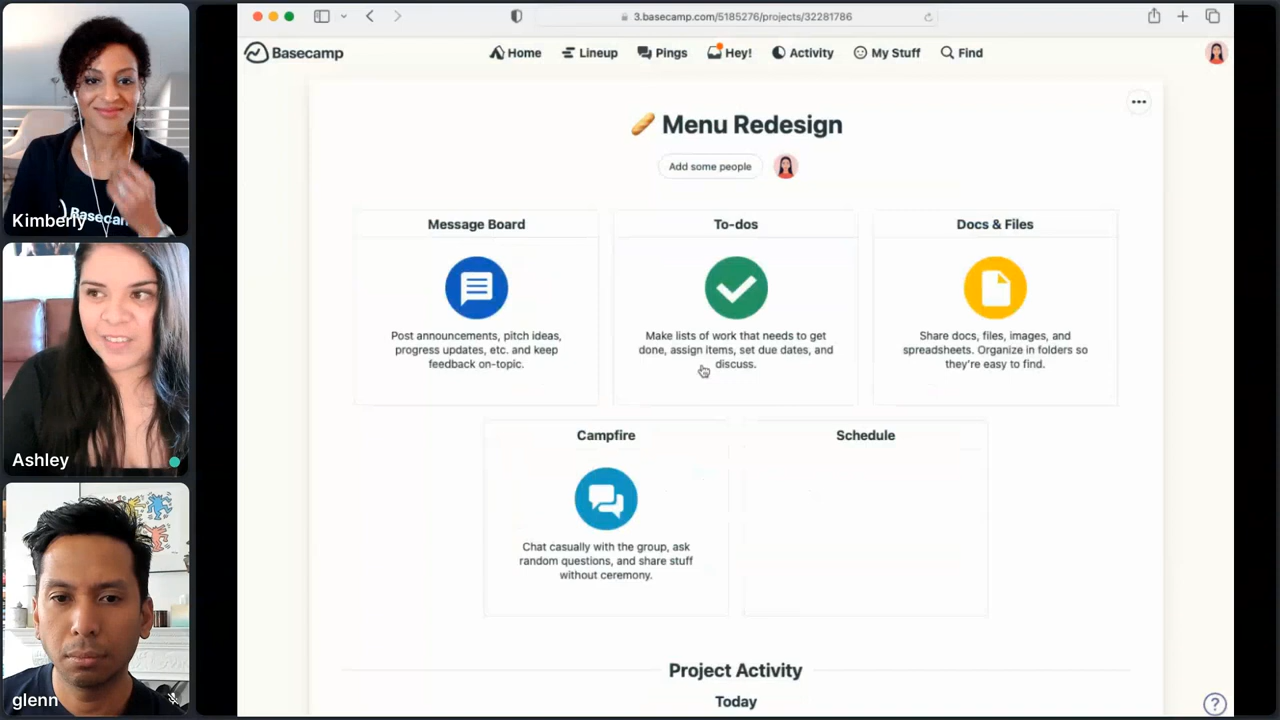 3.basecamp.com/5185276/projects/32281786
Basecamp
Home
Lineup
Pings
Hey!
Activity
My Stuff
Find
Menu Redesign
Add some people
Message Board
Post announcements, pitch ideas,
progress updates, etc. and keep
feedback on-topic.
To-dos
Make lists of work that needs to get
done, assign items, set due dates, and
discuss.
Docs & Files
Share docs, files, images, and
spreadsheets. Organize in folders so
they're easy to find.
Campfire
Chat casually with the group, ask
random questions, and share stuff
without ceremony.
Schedule
Project Activity
Today
?
Basecam
Kimberly
Ashley
glenn